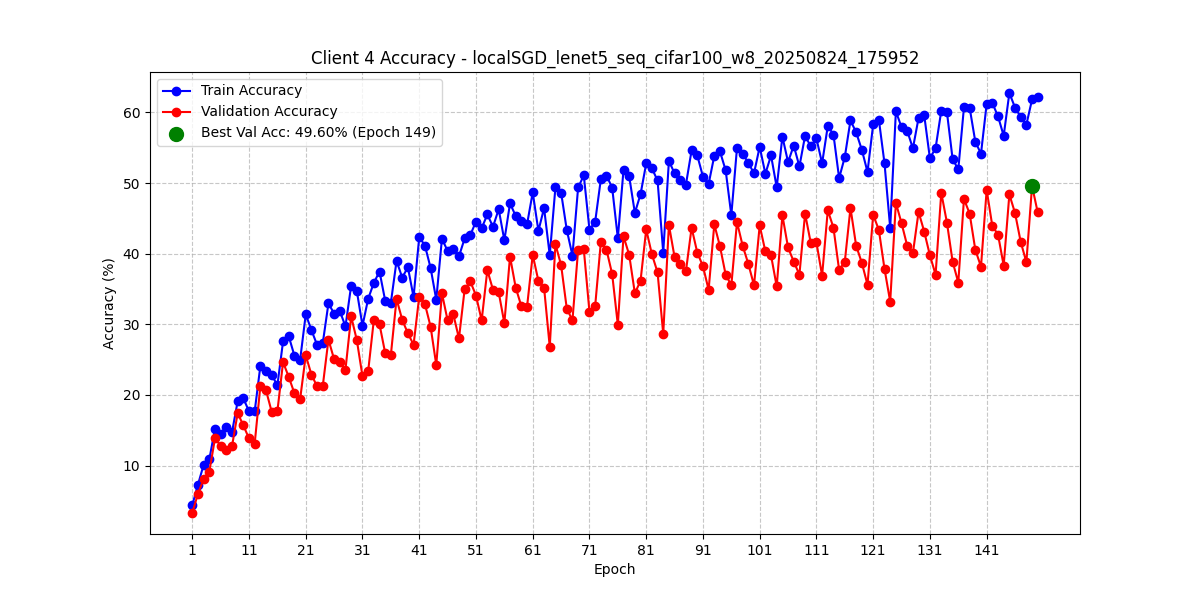 Client 4 Accuracy - localSGD_lenet5_seq_cifar100_w8_20250824_175952
Train Accuracy
Validation Accuracy
Best Val Acc: 49.60% (Epoch 149)
Accuracy (%)
60
50
40
30
20
10
1 11 21 31 41 51 61 71 81 91 101 111 121 131 141
Epoch